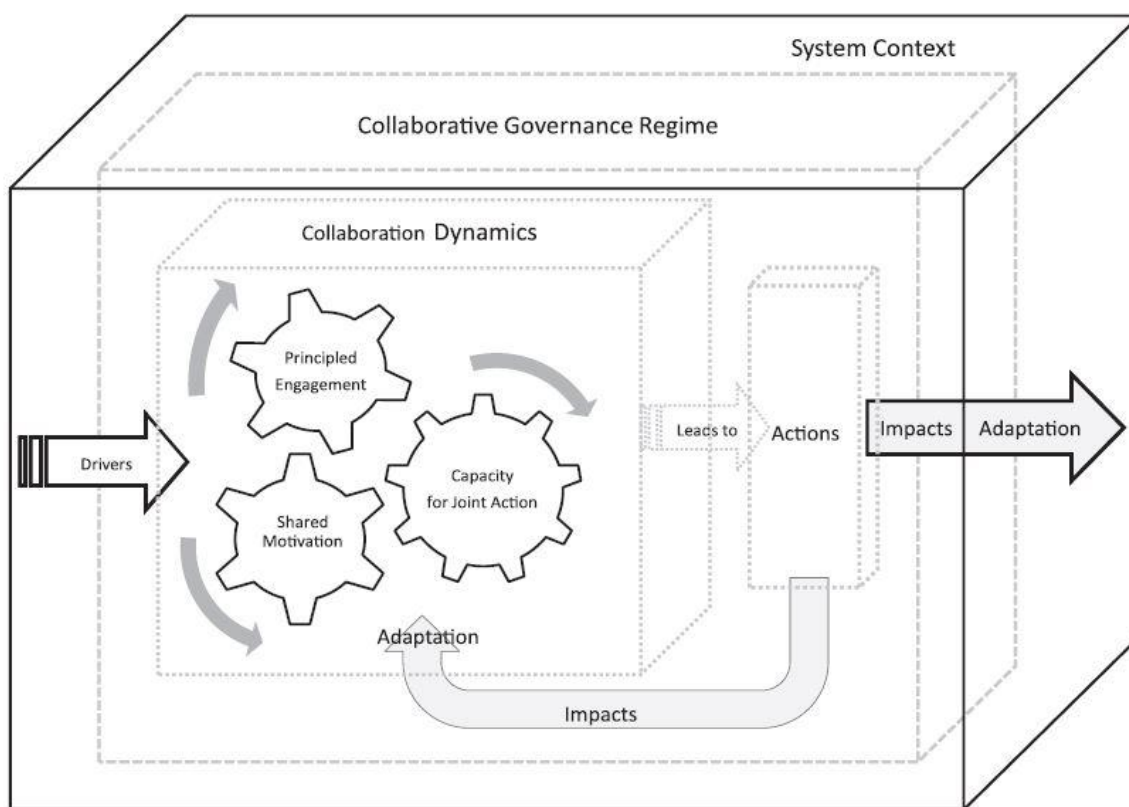 System Context
Collaborative Governance Regime
Collaboration Dynamics
Principled
Engagement
Drivers
Shared
Motivation
Capacity
for Joint Action
Leads to
Actions
Impacts
Adaptation
Adaptation
Impacts